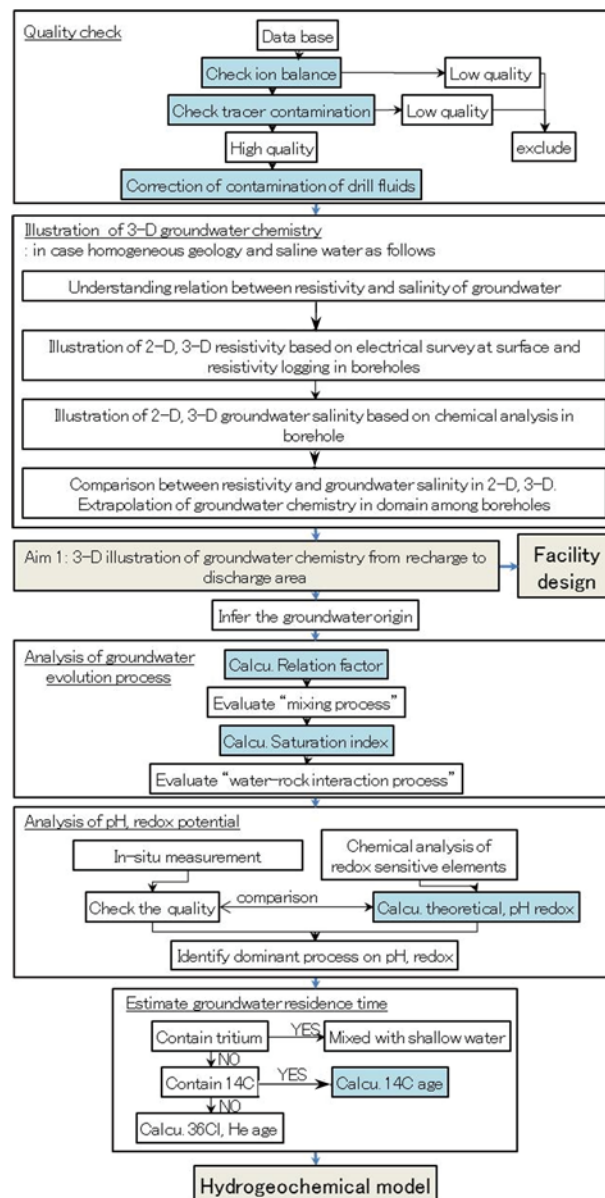 Quality check
Data base
Check ion balance
Low quality
Check tracer contamination
Low quality
High quality
exclude
Correction of contamination of drill fluids
Illustration of 3-D groundwater chemistry
: in case homogeneous geology and saline water as follows
Understanding relation between resistivity and salinity of groundwater
Illustration of 2-D, 3-D resistivity based on electrical survey at surface and
resistivity logging in boreholes
Illustration of 2-D, 3-D groundwater salinity based on chemical analysis in
borehole
Comparison between resistivity and groundwater salinity in 2-D, 3-D.
Extrapolation of groundwater chemistry in domain among boreholes
Aim 1: 3-D illustration of groundwater chemistry from recharge to
discharge area
Facility
design
Infer the groundwater origin
Analysis of groundwater
evolution process
Calcu. Relation factor
Evaluate “mixing process”
Calcu. Saturation index
Evaluate “water-rock interaction process”
Analysis of pH, redox potential
In-situ measurement
Chemical analysis of
redox sensitive elements
Check the quality
comparison
Calcu. theoretical, pH redox
Identify dominant process on pH, redox
Estimate groundwater residence time
Contain tritium
YES
Mixed with shallow water
NO
Contain 14C
YES
Calcu. 14C age
NO
Calcu. 36Cl, He age
Hydrogeochemical model